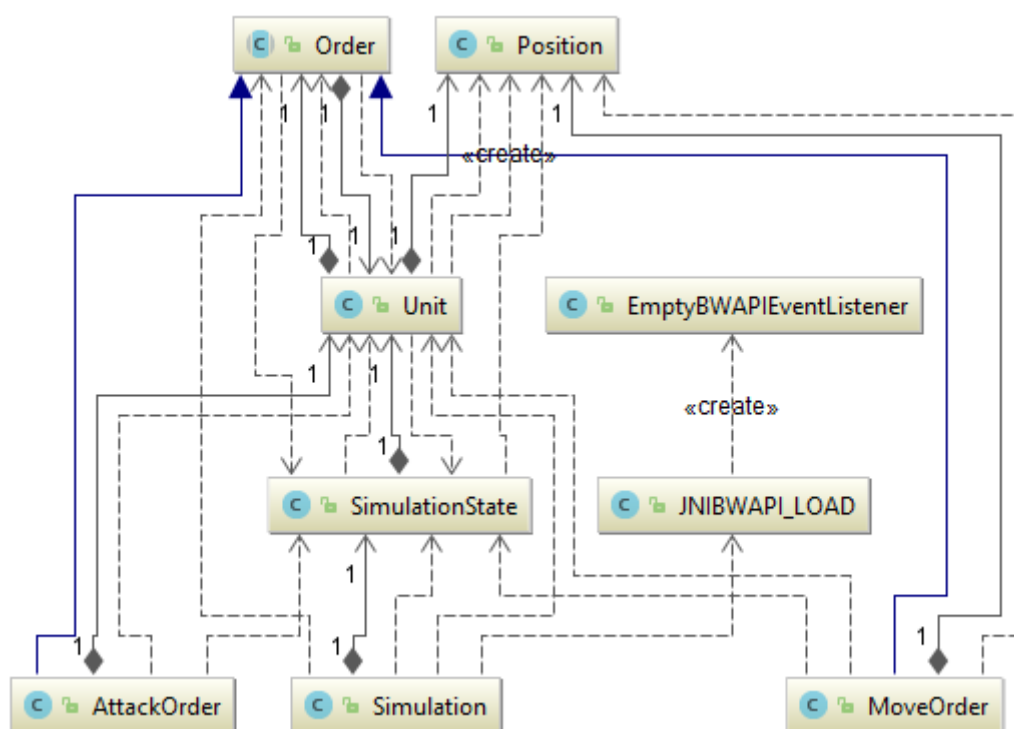 Order
Position
1
1
1
1
«create»
1
1
1
Unit
EmptyBWAPIEventListener
1
1
«create»
1
SimulationState
JNIBWAPI_LOAD
1
1
1
1
AttackOrder
Simulation
MoveOrder